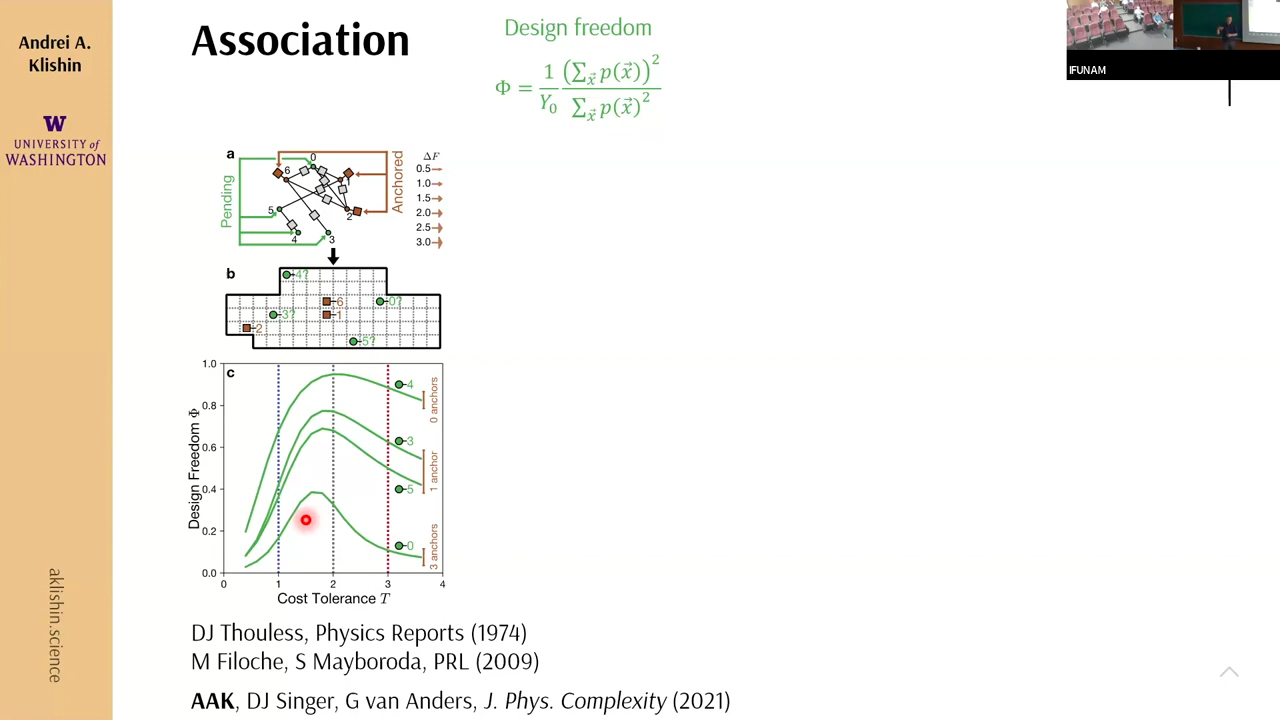 Andrei A.
Klishin
W
UNIVERSITY of
WASHINGTON
aklishin.science
Association
Design freedom
Φ = 1/Y₀ (∑ₓ⃗ p(x⃗))² / ∑ₓ⃗ p(x⃗)²
IFUNAM
a
Pending
Anchored
0
6
1
5
2
4
3
ΔF
0.5
1.0
1.5
2.0
2.5
3.0
b
4?
6
0?
3?
1
2
5?
c
Design Freedom Φ
1.0
0.8
0.6
0.4
0.2
0.0
0
1
2
3
4
Cost Tolerance T
4
3
5
0
0 anchors
1 anchor
3 anchors
DJ Thouless, Physics Reports (1974)
M Filoche, S Mayboroda, PRL (2009)
AAK, DJ Singer, G van Anders, J. Phys. Complexity (2021)